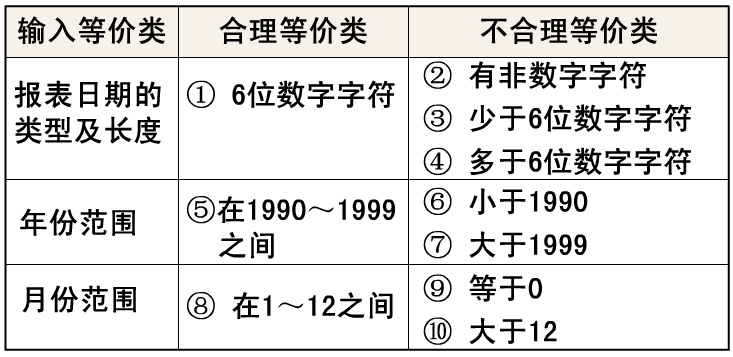 输入等价类 合理等价类 不合理等价类
报表日期的
类型及长度
① 6位数字字符
② 有非数字字符
③ 少于6位数字字符
④ 多于6位数字字符
年份范围
⑤在1990～1999
之间
⑥ 小于1990
⑦ 大于1999
月份范围
⑧ 在1～12之间
⑨ 等于0
⑩ 大于12